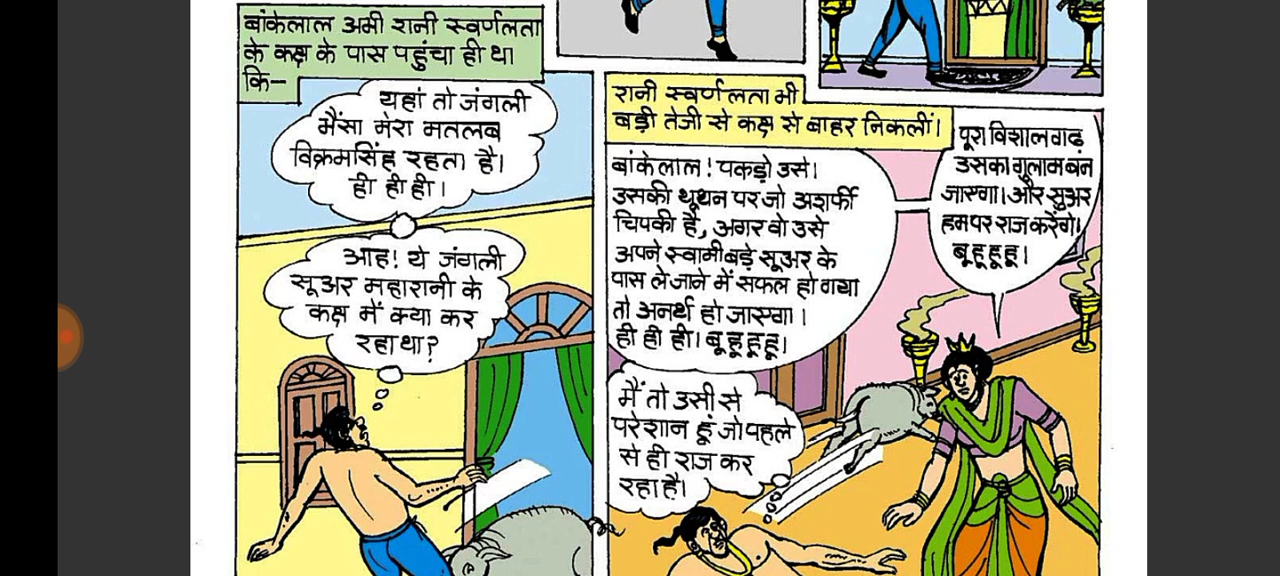 बांकेलाल अभी रानी स्वर्णलता
के कक्ष के पास पहुंचा ही था
कि-
यहां तो जंगली
भैंसा मेरा मतलब
विक्रमसिंह रहता है।
ही ही ही।
आह! ये जंगली
सूअर महारानी के
कक्ष में क्या कर
रहा था?
रानी स्वर्णलता भी
बड़ी तेजी से कक्ष से बाहर निकलीं।
बांकेलाल! पकड़ो उसे।
उसकी थूथन पर जो अशर्फी
चिपकी है, अगर वो उसे
अपने स्वामी बड़े सूअर के
पास ले जाने में सफल हो गया
तो अनर्थ हो जाएगा।
ही ही ही। बू हू हू हू।
पूरा विशालगढ़
उसका गुलाम बन
जाएगा। और सुअर
हम पर राज करेंगे।
बू हू हू हू।
मैं तो उसी से
परेशान हूं जो पहले
से ही राज कर
रहा है।